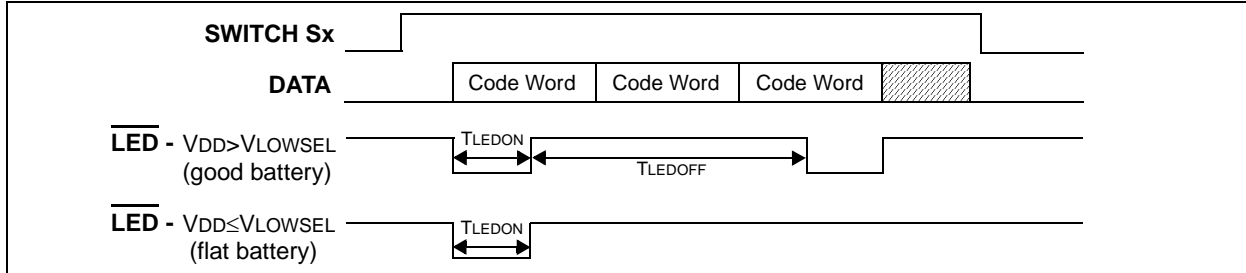 SWITCH Sx
DATA
Code Word Code Word Code Word
LED - VDD>VLOWSEL
(good battery)
TLEDON
TLEDOFF
LED - VDD≤VLOWSEL
(flat battery)
TLEDON